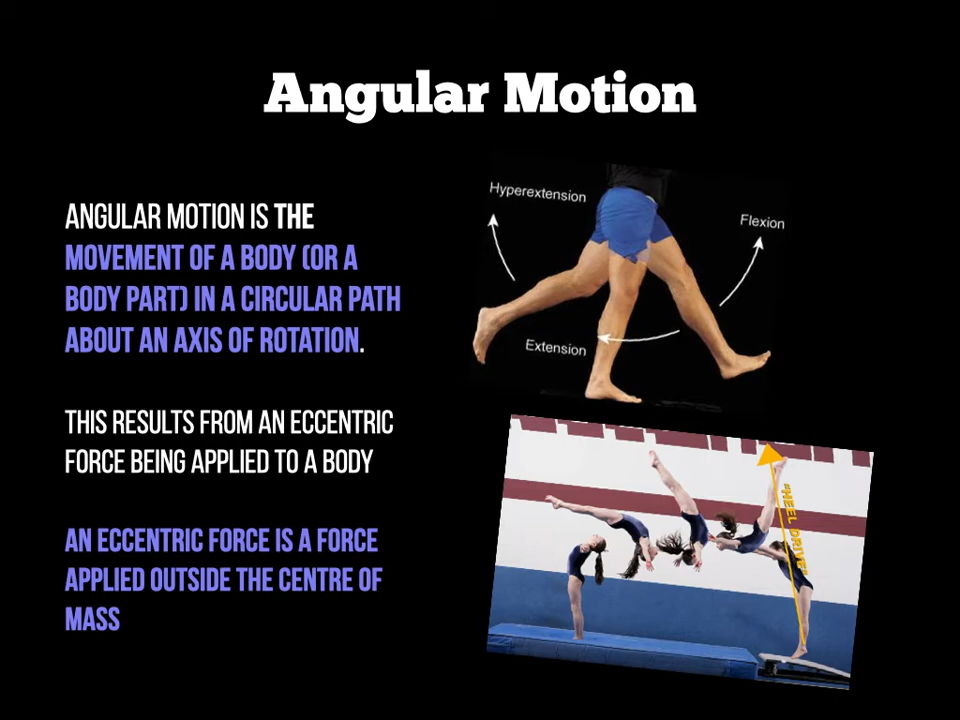 Angular Motion
ANGULAR MOTION IS THE
MOVEMENT OF A BODY (OR A
BODY PART) IN A CIRCULAR PATH
ABOUT AN AXIS OF ROTATION.
THIS RESULTS FROM AN ECCENTRIC
FORCE BEING APPLIED TO A BODY
AN ECCENTRIC FORCE IS A FORCE
APPLIED OUTSIDE THE CENTRE OF
MASS
Hyperextension
Flexion
Extension
"HEEL DRIVE"